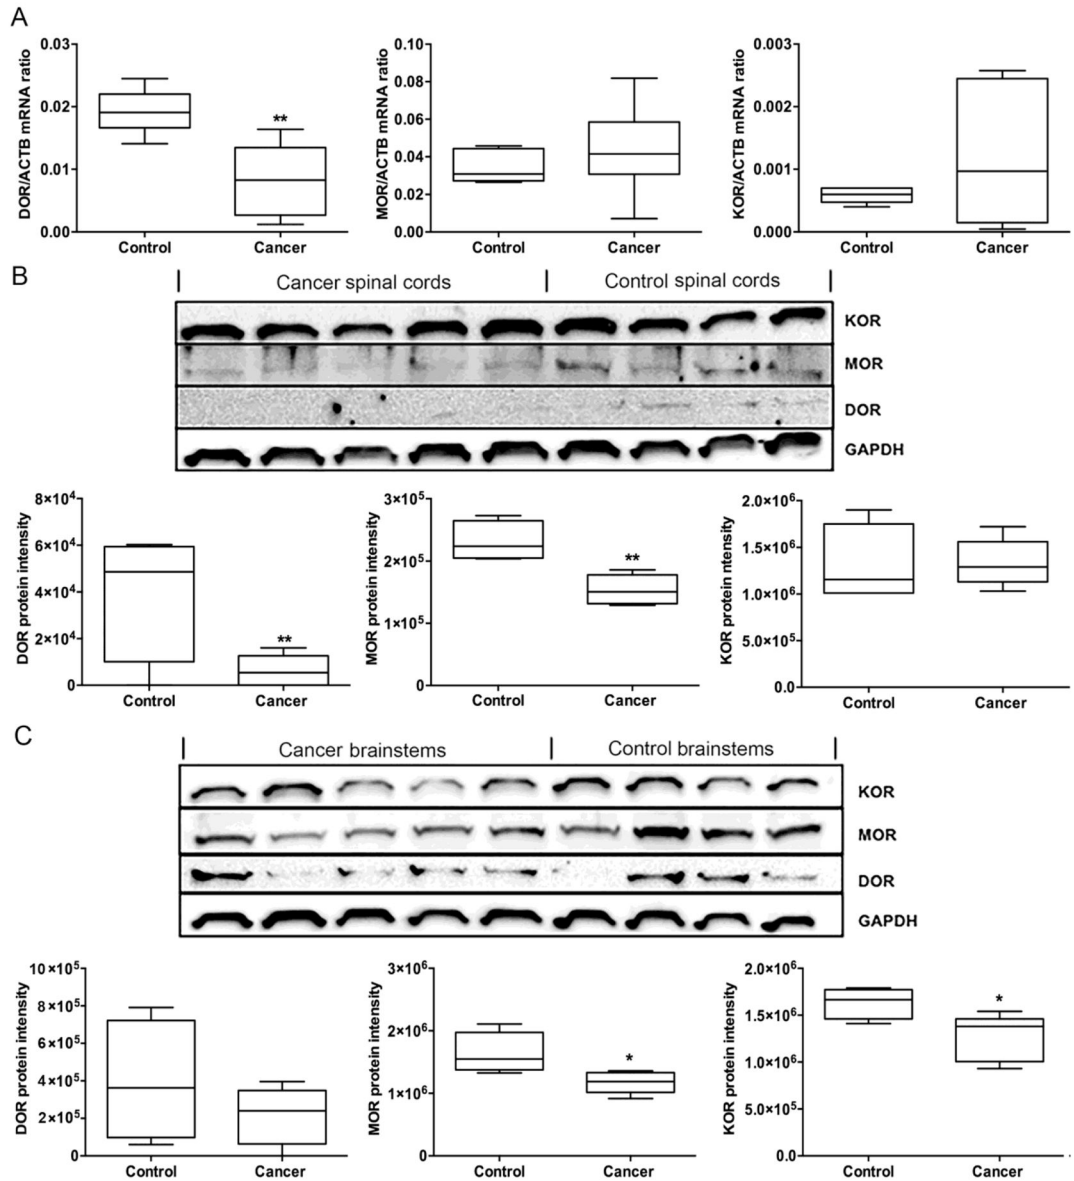 A
DOR/ACTB mRNA ratio
0.03
0.02
0.01
0.00
**
Control
Cancer
MOR/ACTB mRNA ratio
0.10
0.08
0.06
0.04
0.02
0.00
Control
Cancer
KOR/ACTB mRNA ratio
0.003
0.002
0.001
0.000
Control
Cancer
B
Cancer spinal cords
Control spinal cords
KOR
MOR
DOR
GAPDH
DOR protein intensity
8×10⁴
6×10⁴
4×10⁴
2×10⁴
0
**
Control
Cancer
MOR protein intensity
3×10⁵
2×10⁵
1×10⁵
0
**
Control
Cancer
KOR protein ntensity
2.0×10⁶
1.5×10⁶
1.0×10⁶
5.0×10⁵
0.0
Control
Cancer
C
Cancer brainstems
Control brainstems
KOR
MOR
DOR
GAPDH
DOR protein intensity
10×10⁵
8×10⁵
6×10⁵
4×10⁵
2×10⁵
0
Control
Cancer
MOR protein intensity
3×10⁶
2×10⁶
1×10⁶
0
*
Control
Cancer
KOR protein intensity
2.0×10⁶
1.5×10⁶
1.0×10⁶
5.0×10⁵
0.0
*
Control
Cancer